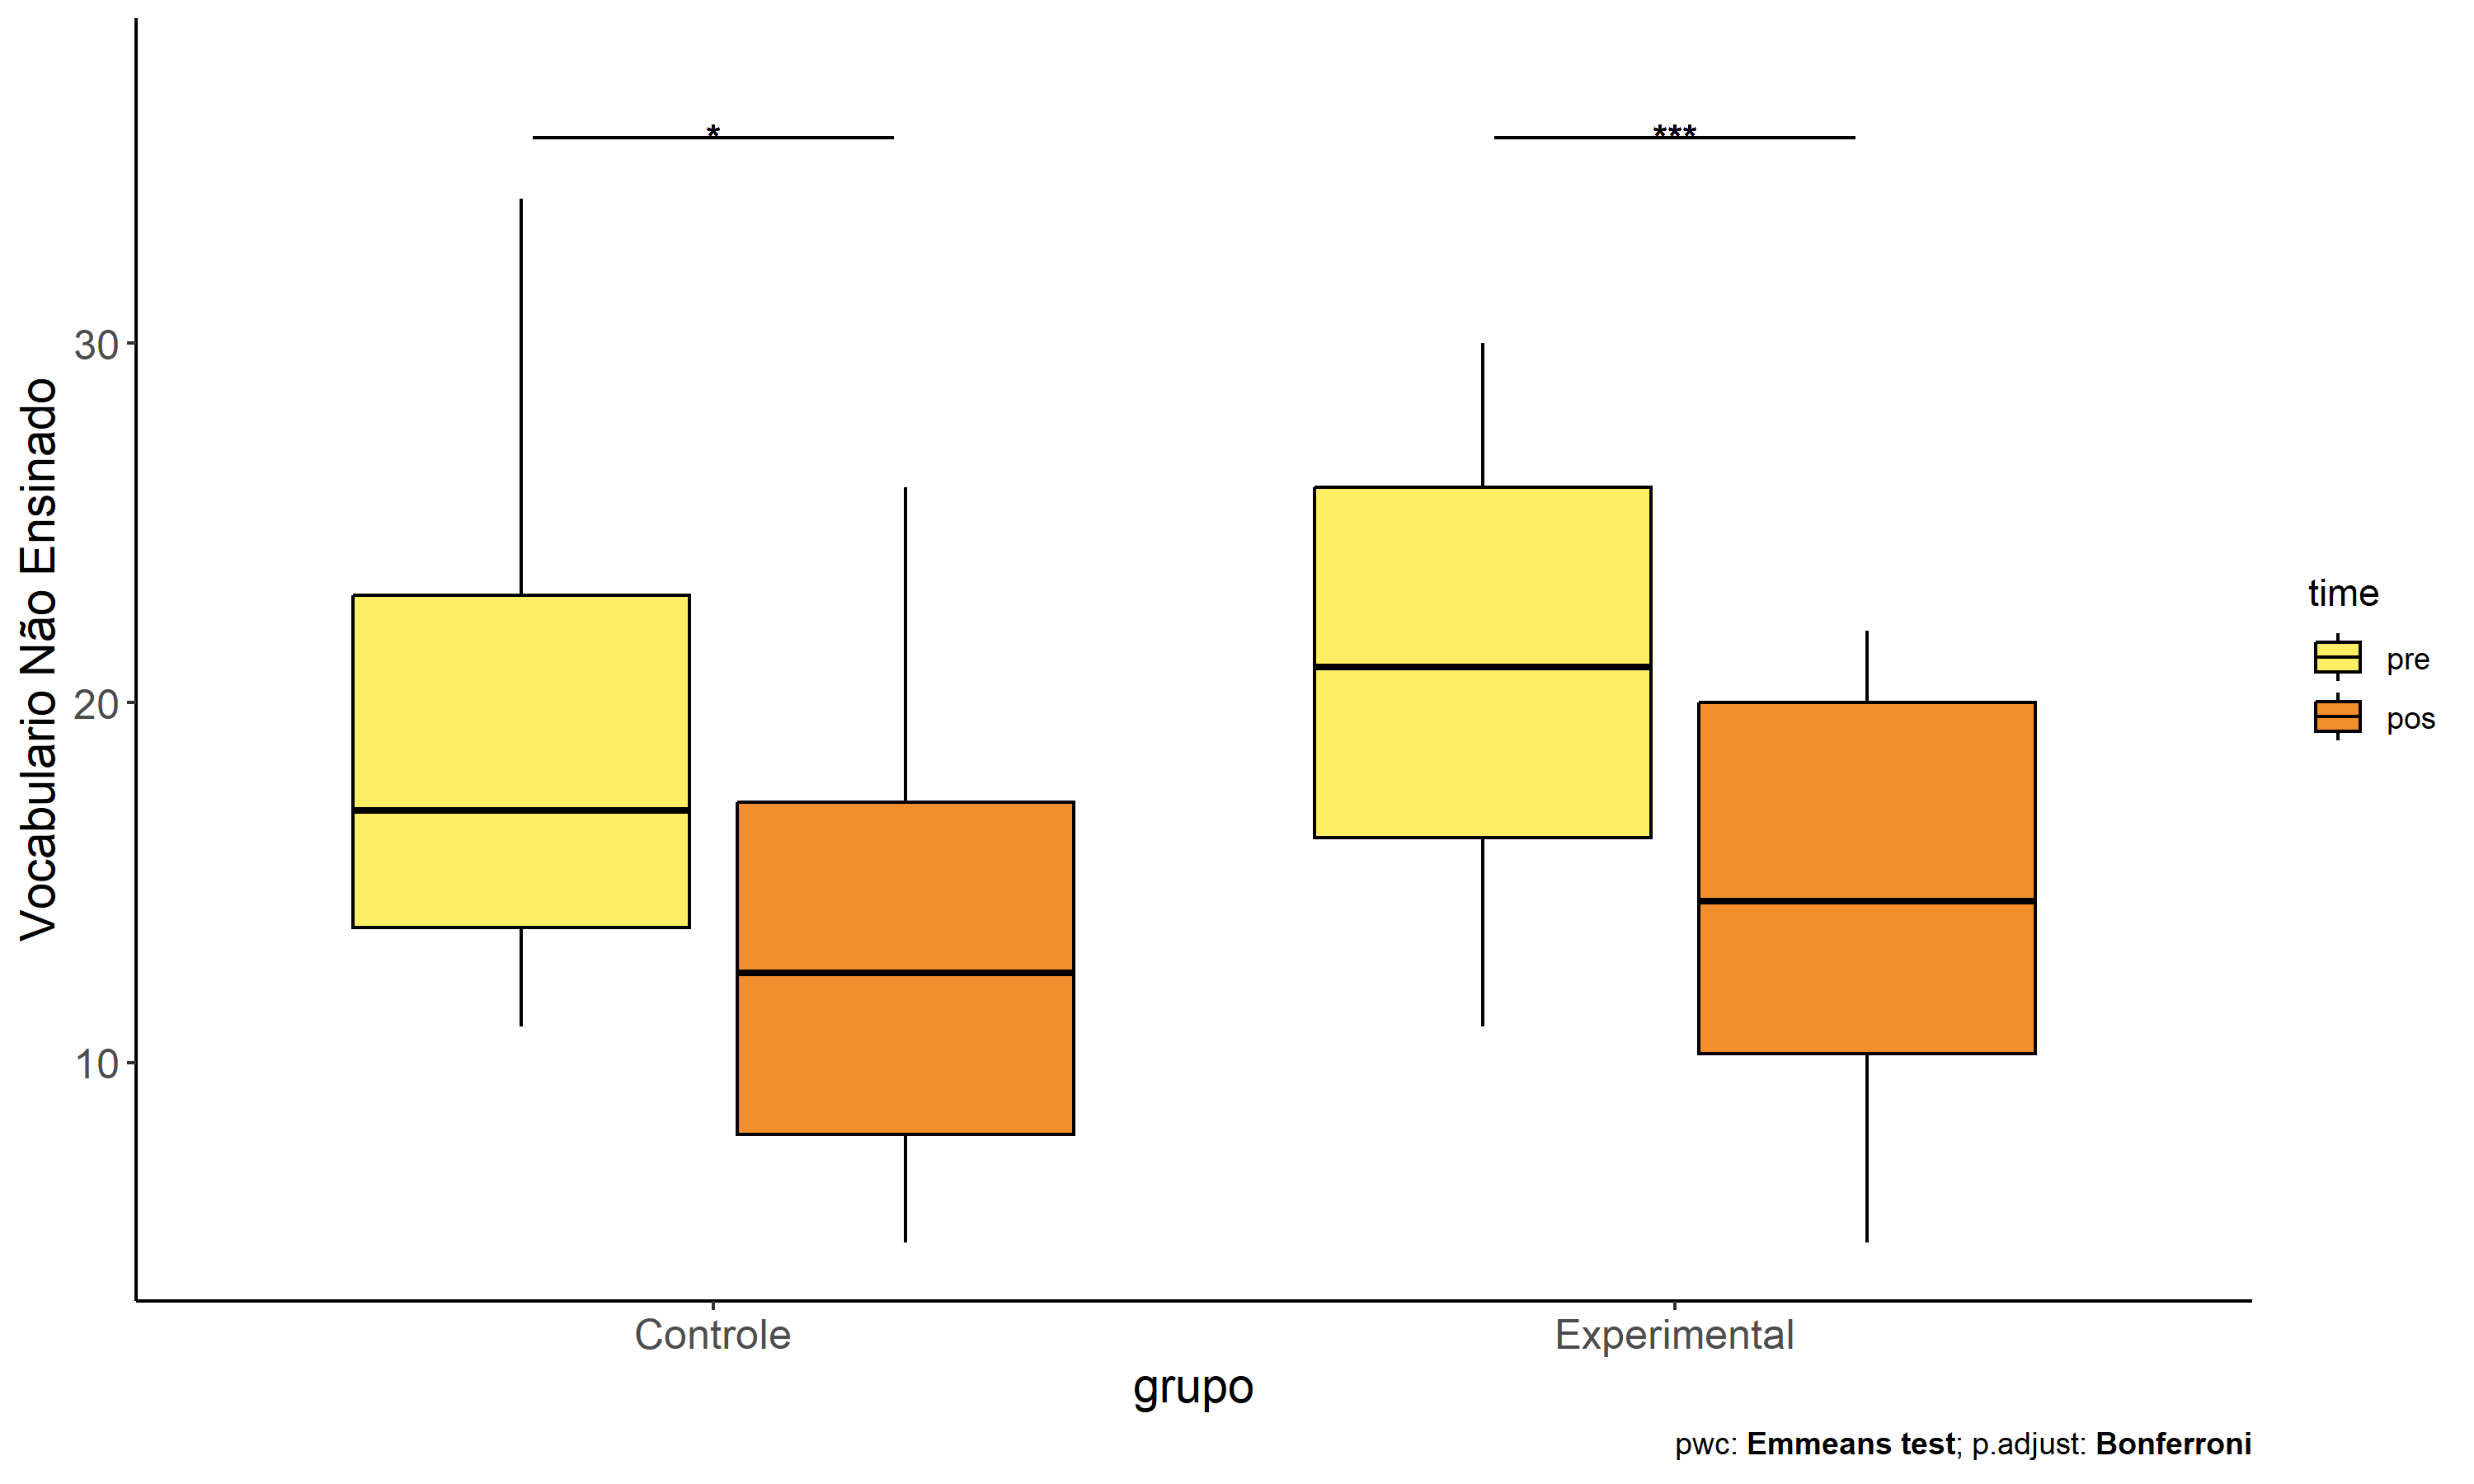 *
***
30
20
10
Vocabulario Não Ensinado
Controle
Experimental
grupo
time
pre
pos
pwc: Emmeans test; p.adjust: Bonferroni